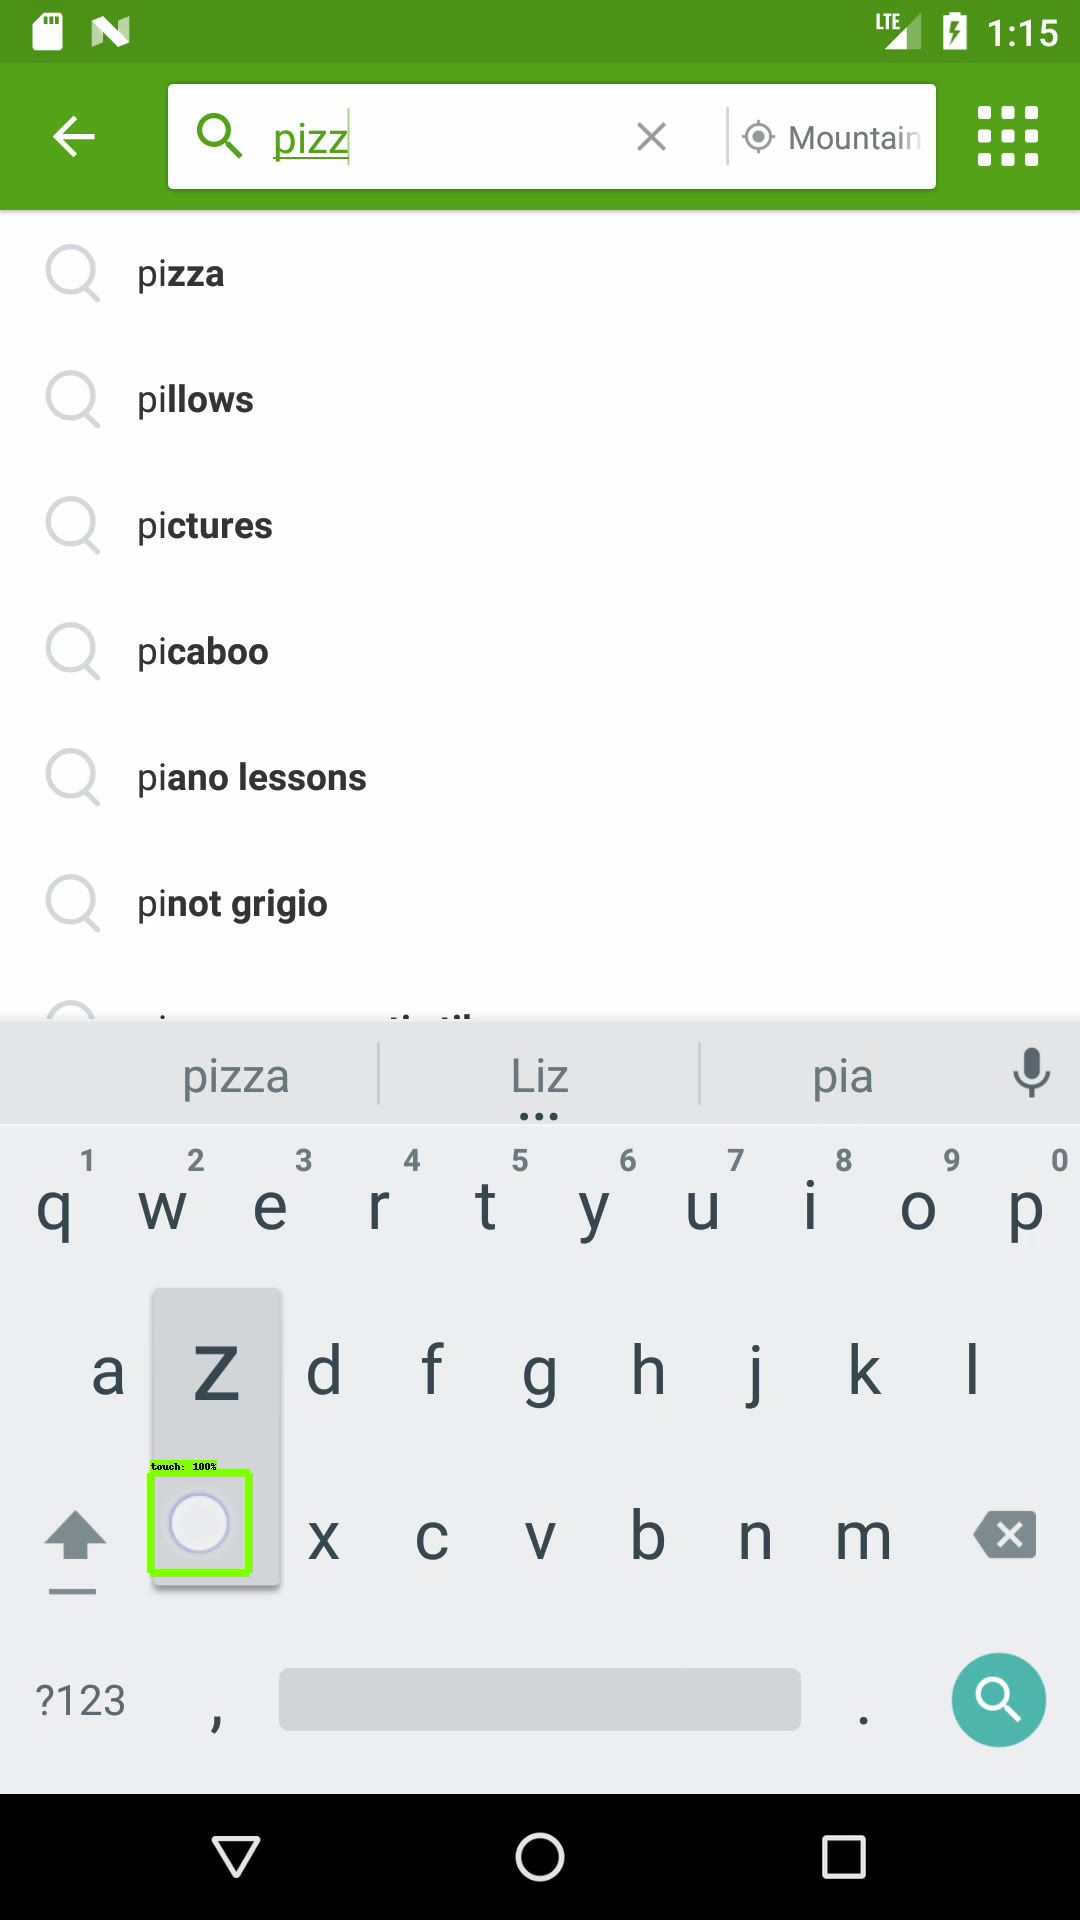 LTE 1:15
pizz Mountain
pizza
pillows
pictures
picaboo
piano lessons
pinot grigio
pizza Liz pia
1 2 3 4 5 6 7 8 9 0
q w e r t y u i o p
a z d f g h j k l
touch: 100%
x c v b n m
?123 , .